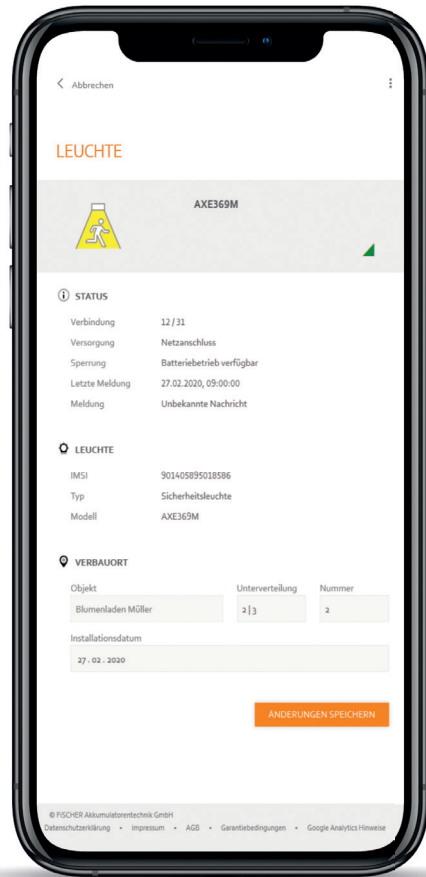 Abbrechen
LEUCHTE
AXE369M
STATUS
Verbindung 12/31
Versorgung Netzanschluss
Sperrung Batteriebetrieb verfügbar
Letzte Meldung 27.02.2020, 09:00:00
Meldung Unbekannte Nachricht
LEUCHTE
IMSI 901405895018586
Typ Sicherheitsleuchte
Modell AXE369M
VERBAUORT
Objekt Unterverteilung Nummer
Blumenladen Müller 2|3 2
Installationsdatum
27 . 02 . 2020
ÄNDERUNGEN SPEICHERN
© FiSCHER Akkumulatorentechnik GmbH
Datenschutzerklärung • Impressum • AGB • Garantiebedingungen • Google Analytics Hinweise